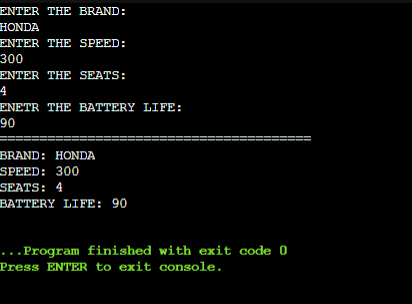 ENTER THE BRAND:
HONDA
ENTER THE SPEED:
300
ENTER THE SEATS:
4
ENETR THE BATTERY LIFE:
90
=======================================
BRAND: HONDA
SPEED: 300
SEATS: 4
BATTERY LIFE: 90
...Program finished with exit code 0
Press ENTER to exit console.